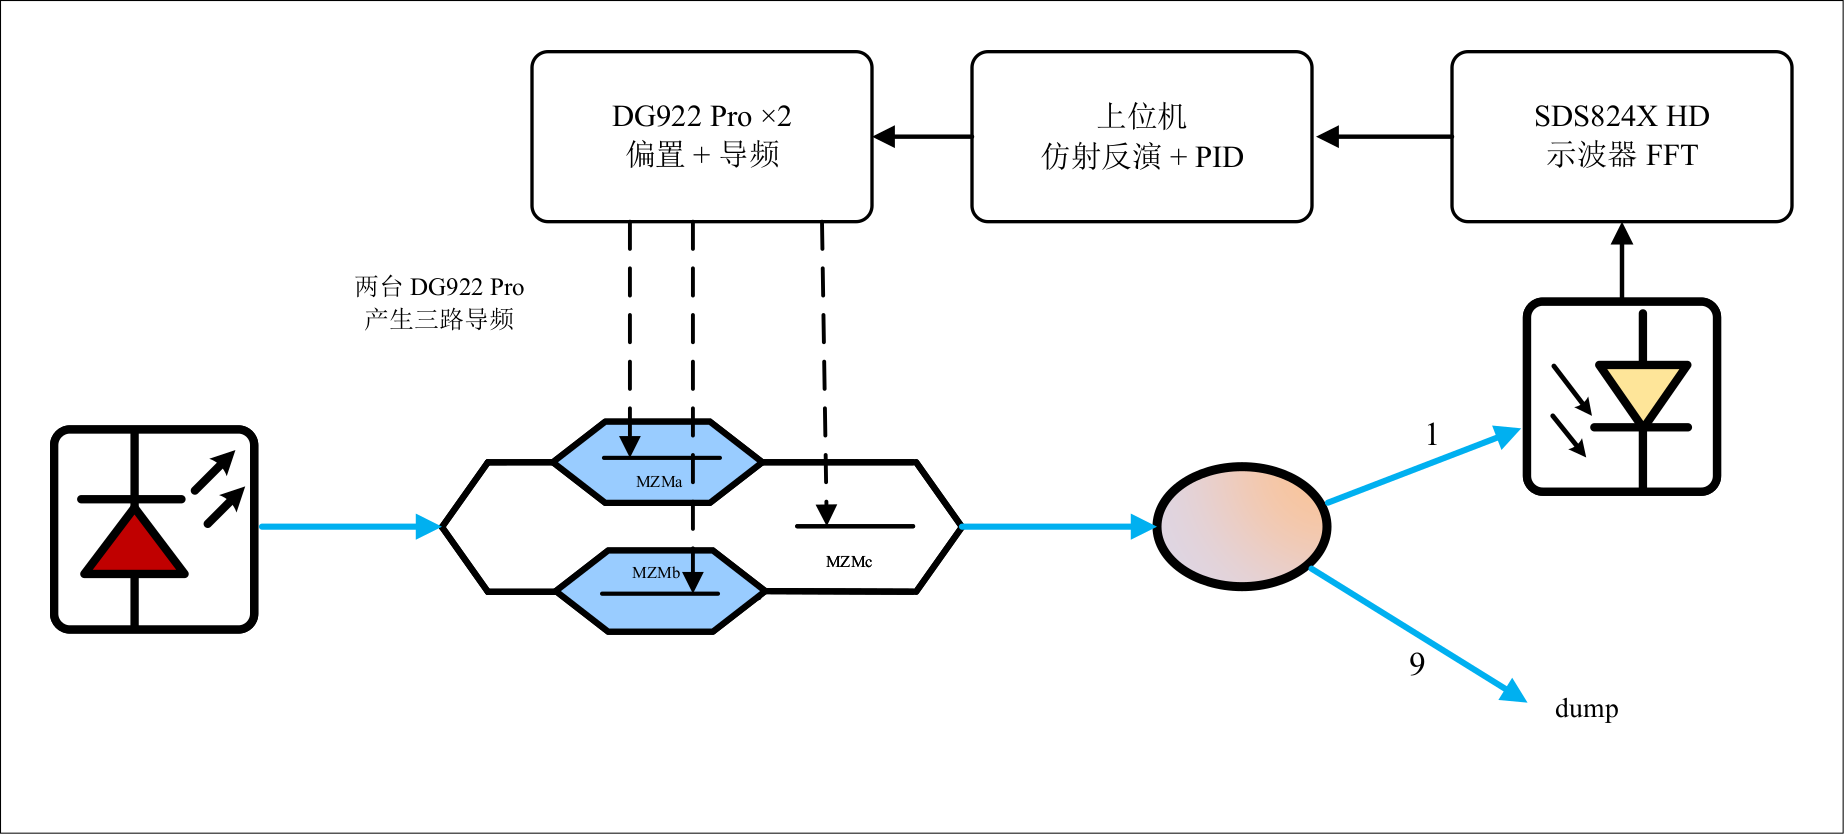 DG922 Pro ×2
偏置 + 导频
上位机
仿射反演 + PID
SDS824X HD
示波器 FFT
两台 DG922 Pro
产生三路导频
MZMa
MZMb
MZMc
1
9
dump